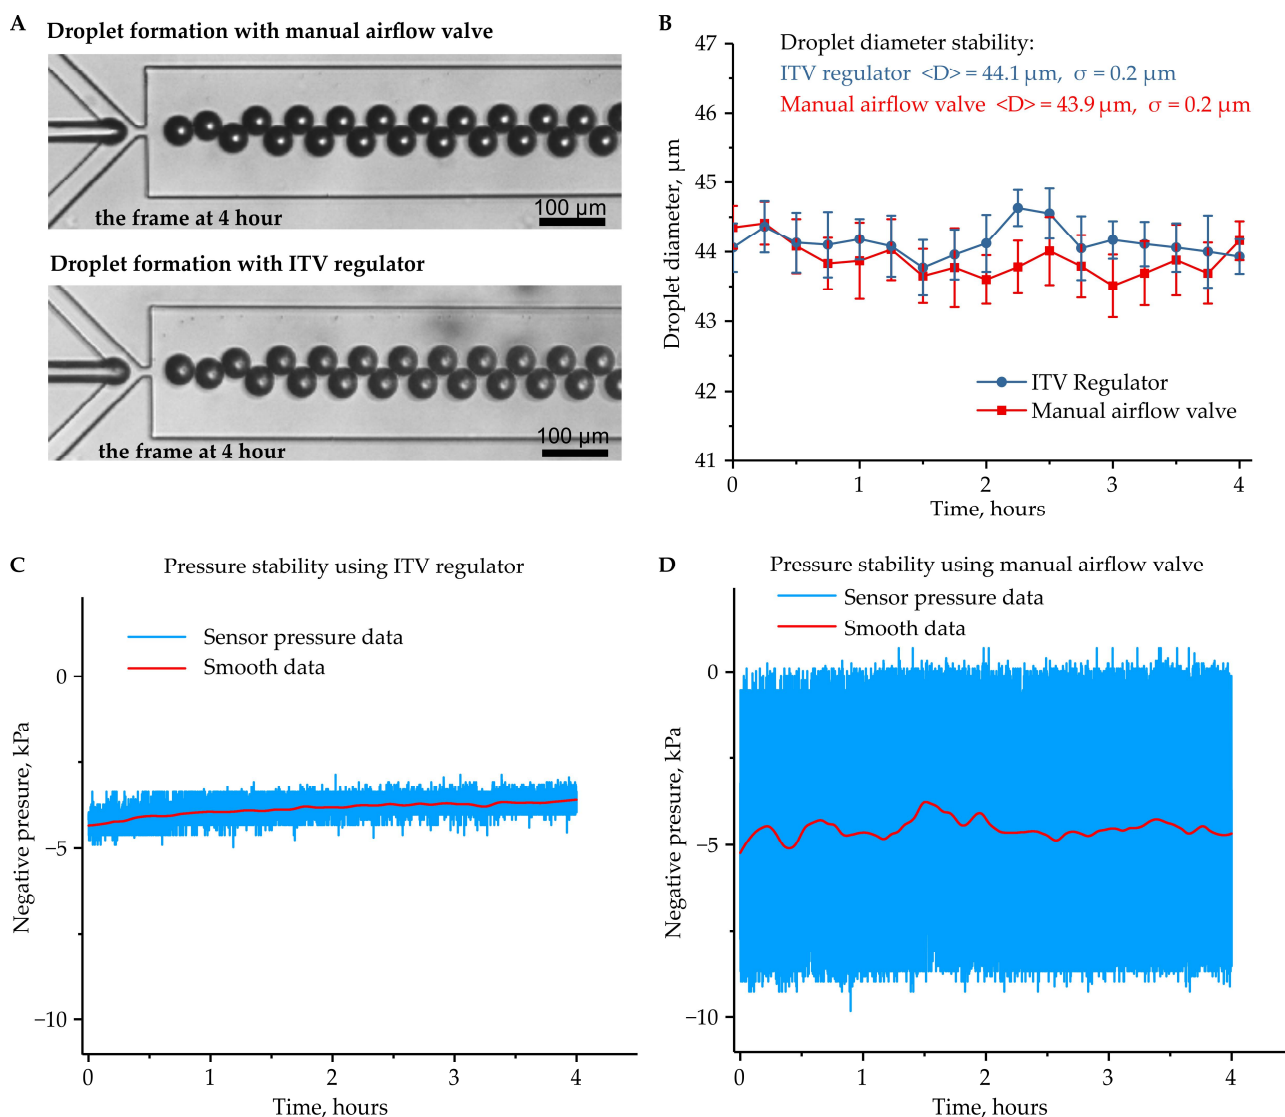 A
Droplet formation with manual airflow valve
100 µm
the frame at 4 hour
Droplet formation with ITV regulator
100 µm
the frame at 4 hour
B
Droplet diameter stability:
ITV regulator <D> = 44.1 µm, σ = 0.2 µm
Manual airflow valve <D> = 43.9 µm, σ = 0.2 µm
47
46
45
44
43
42
41
Droplet diameter, µm
ITV Regulator
Manual airflow valve
0 1 2 3 4
Time, hours
C
Pressure stability using ITV regulator
Sensor pressure data
Smooth data
0
−5
−10
Negative presure, kPa
0 1 2 3 4
Time, hours
D
Pressure stability using manual airflow valve
Sensor pressure data
Smooth data
0
−5
−10
Negative presure, kPa
0 1 2 3 4
Time, hours